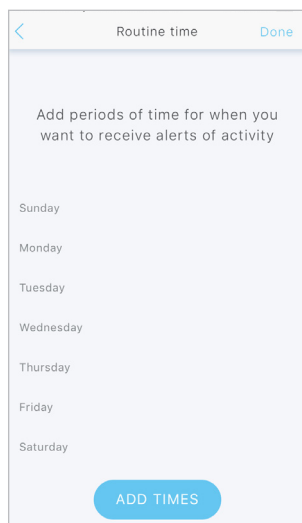 Routine time Done
Add periods of time for when you
want to receive alerts of activity
Sunday
Monday
Tuesday
Wednesday
Thursday
Friday
Saturday
ADD TIMES